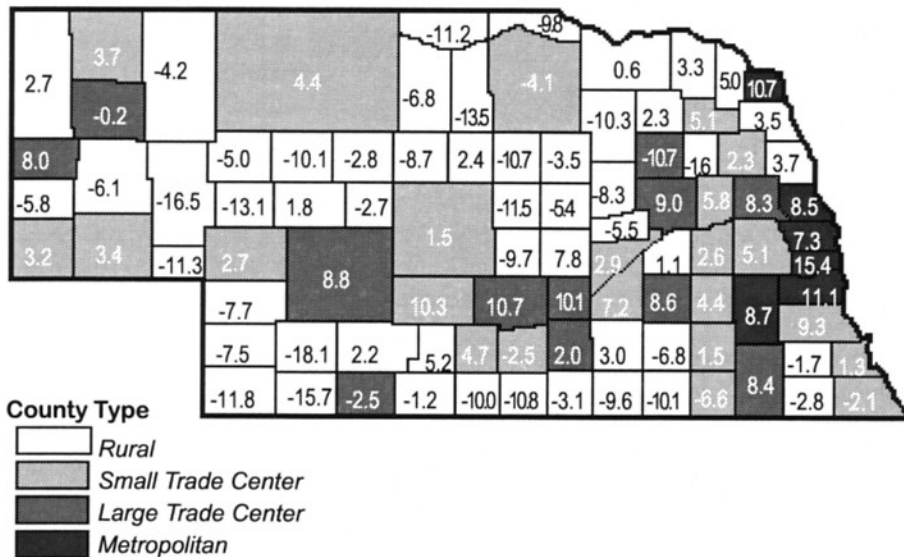 -11.2 -9.8
2.7 3.7 -4.2 4.4 -6.8 -13.5 -4.1 0.6 3.3 5.0 10.7
-0.2 -10.3 2.3 5.1 3.5
8.0 -6.1 -16.5 -5.0 -10.1 -2.8 -8.7 2.4 -10.7 -3.5 -10.7 -16 2.3 3.7
-5.8 -13.1 1.8 -2.7 1.5 -11.5 -5.4 -8.3 9.0 5.8 8.3 8.5
3.2 3.4 -11.3 2.7 8.8 -9.7 7.8 -5.5 2.9 1.1 2.6 5.1 7.3
15.4
-7.7 10.3 10.7 10.1 7.2 8.6 4.4 8.7 11.1
9.3
-7.5 -18.1 2.2 5.2 4.7 -2.5 2.0 3.0 -6.8 1.5 -1.7 1.3
-11.8 -15.7 -2.5 -1.2 -10.0 -10.8 -3.1 -9.6 -10.1 -6.6 8.4 -2.8 -2.1
County Type
Rural
Small Trade Center
Large Trade Center
Metropolitan